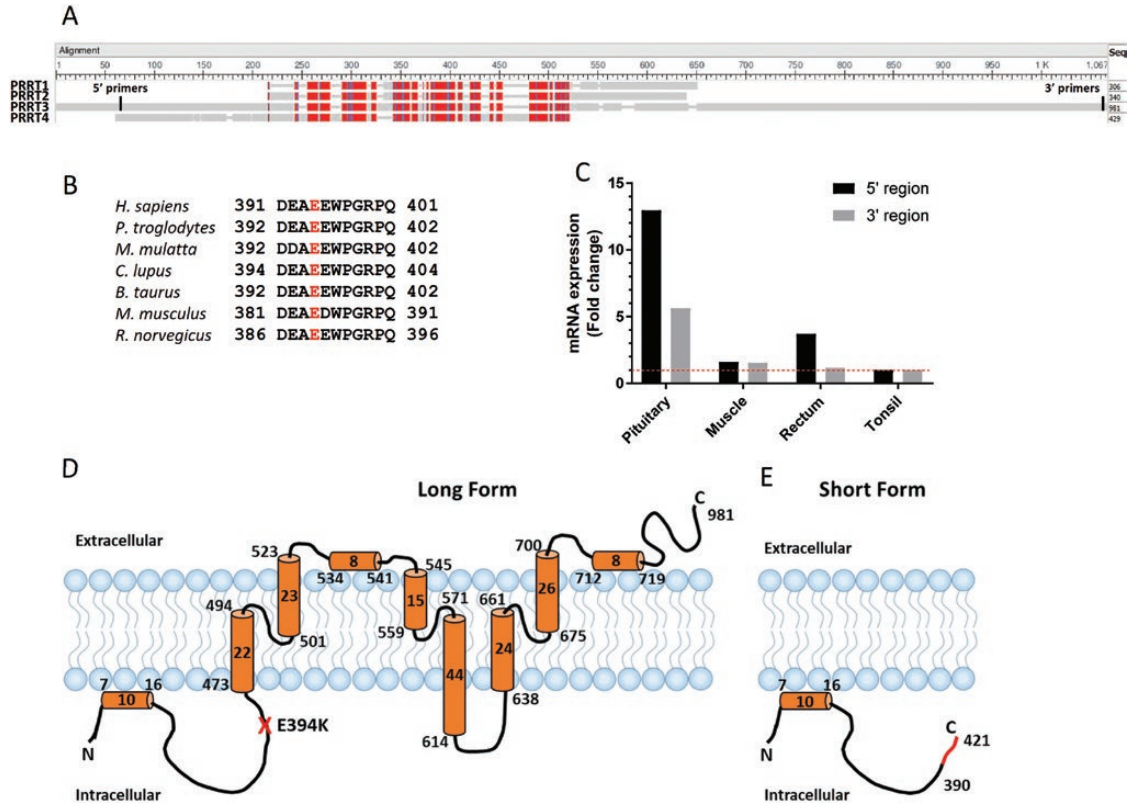 A
Alignment
Seq
1 50 100 150 200 250 300 350 400 450 500 550 600 650 700 750 800 850 900 950 1 K 1,067
PRRT1 306
PRRT2 5' primers 3' primers 340
PRRT3 981
PRRT4 429
B
H. sapiens 391 DEAEEWPGRPQ 401
P. troglodytes 392 DEAEEWPGRPQ 402
M. mulatta 392 DDAEEWPGRPQ 402
C. lupus 394 DEAEEWPGRPQ 404
B. taurus 392 DEAEEWPGRPQ 402
M. musculus 381 DEAEDWPGRPQ 391
R. norvegicus 386 DEAEEWPGRPQ 396
C
mRNA expression
(Fold change)
15
10
5
0
5' region
3' region
Pituitary
Muscle
Rectum
Tonsil
D
Long Form
Extracellular
Intracellular
N
7 10 16
473 22 494
501 23 523
534 8 541
545 15 559
571 44 614
638 24 661
675 26 700
712 8 719
C
981
X E394K
E
Short Form
Extracellular
Intracellular
N
7 10 16
390
C
421